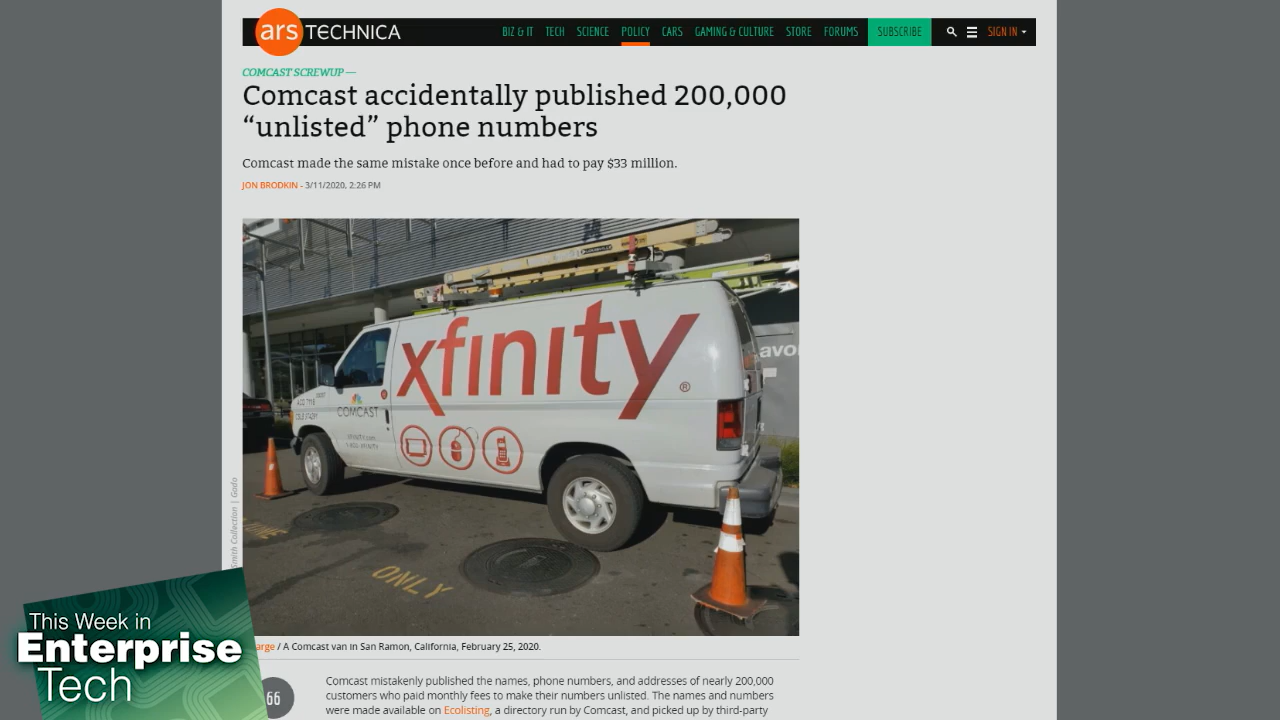 ars TECHNICA
BIZ & IT TECH SCIENCE POLICY CARS GAMING & CULTURE STORE FORUMS SUBSCRIBE SIGN IN
COMCAST SCREWUP —
Comcast accidentally published 200,000
“unlisted” phone numbers
Comcast made the same mistake once before and had to pay $33 million.
JON BRODKIN - 3/11/2020, 2:26 PM
xfinity®
COMCAST
avo
ONLY
Smith Collection | Gado
arge / A Comcast van in San Ramon, California, February 25, 2020.
66
Comcast mistakenly published the names, phone numbers, and addresses of nearly 200,000
customers who paid monthly fees to make their numbers unlisted. The names and numbers
were made available on Ecolisting, a directory run by Comcast, and picked up by third-party
This Week in
Enterprise
Tech